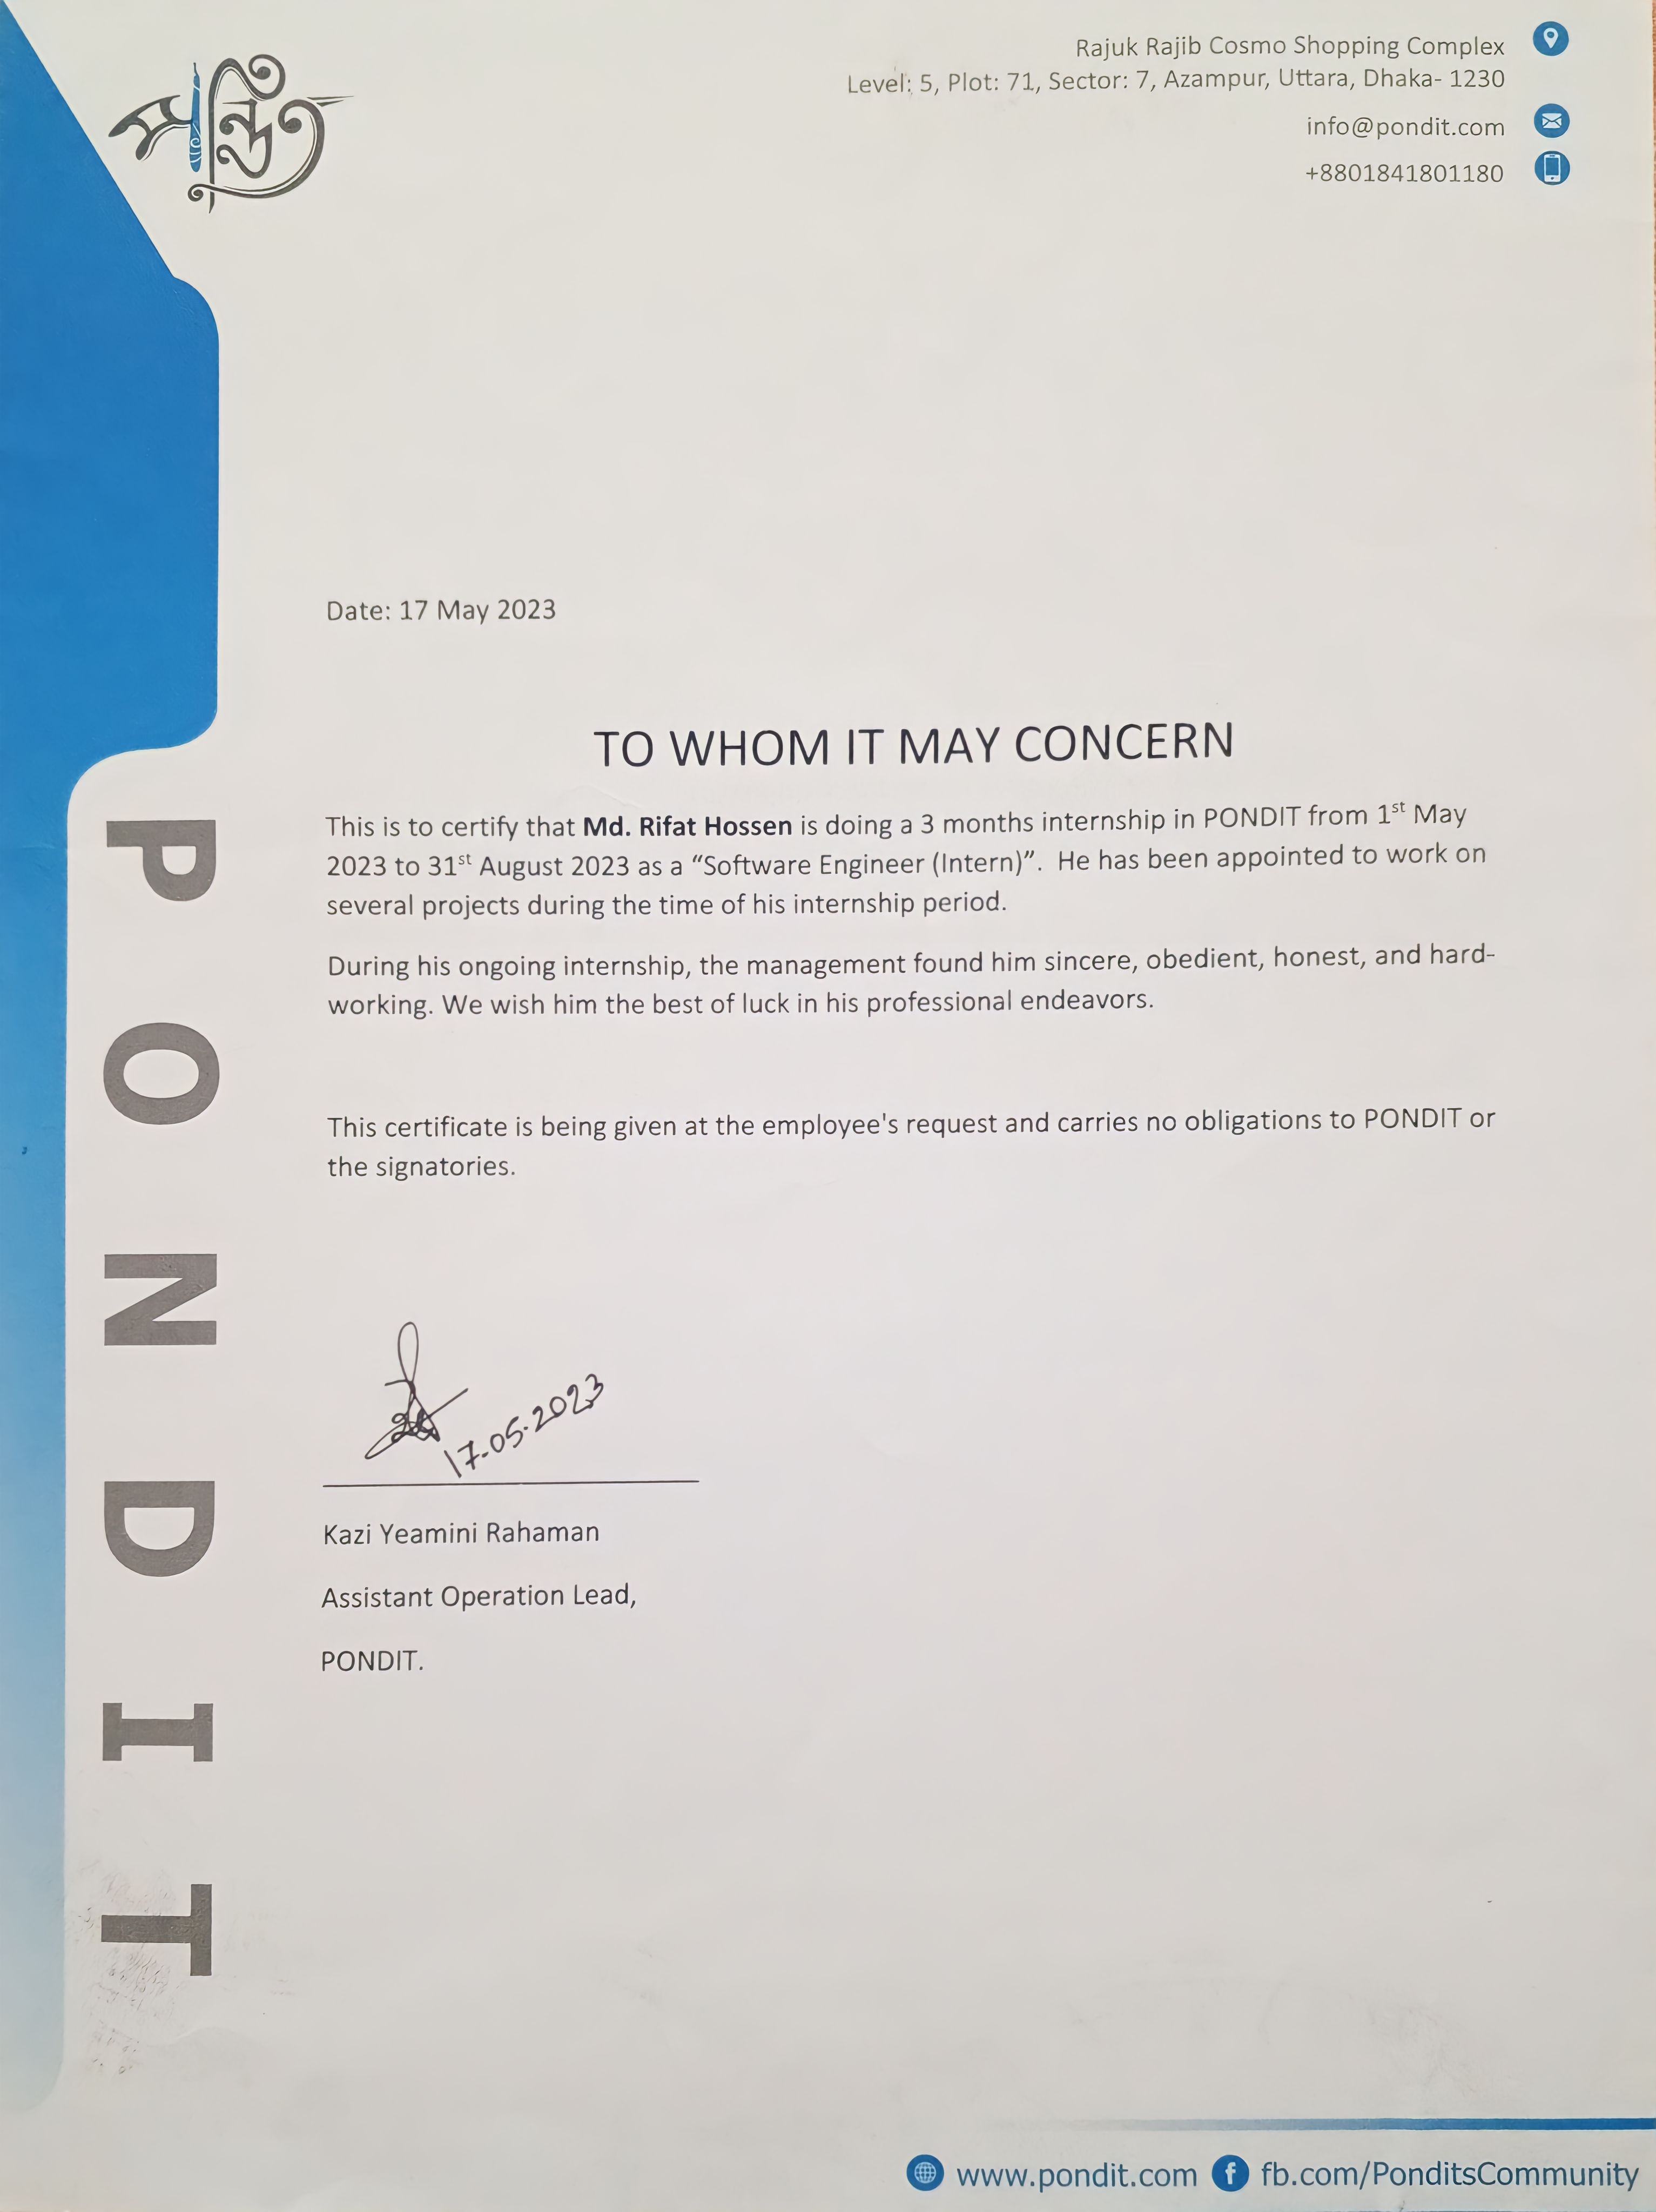 পন্ডিত
Rajuk Rajib Cosmo Shopping Complex
Level: 5, Plot: 71, Sector: 7, Azampur, Uttara, Dhaka- 1230
info@pondit.com
+8801841801180
Date: 17 May 2023
TO WHOM IT MAY CONCERN
This is to certify that Md. Rifat Hossen is doing a 3 months internship in PONDIT from 1st May
2023 to 31st August 2023 as a “Software Engineer (Intern)”. He has been appointed to work on
several projects during the time of his internship period.
During his ongoing internship, the management found him sincere, obedient, honest, and hard-
working. We wish him the best of luck in his professional endeavors.
This certificate is being given at the employee's request and carries no obligations to PONDIT or
the signatories.
17-05-2023
Kazi Yeamini Rahaman
Assistant Operation Lead,
PONDIT.
PONDIT
www.pondit.com fb.com/PonditsCommunity